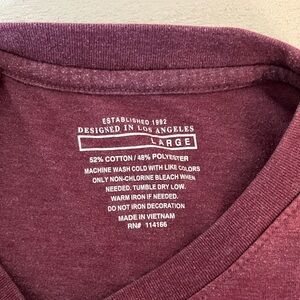 ESTABLISHED 1992
DESIGNED IN LOS ANGELES
LARGE
52% COTTON / 48% POLYESTER
MACHINE WASH COLD WITH LIKE COLORS
ONLY NON-CHLORINE BLEACH WHEN
NEEDED. TUMBLE DRY LOW.
WARM IRON IF NEEDED.
DO NOT IRON DECORATION
MADE IN VIETNAM
RN# 114166